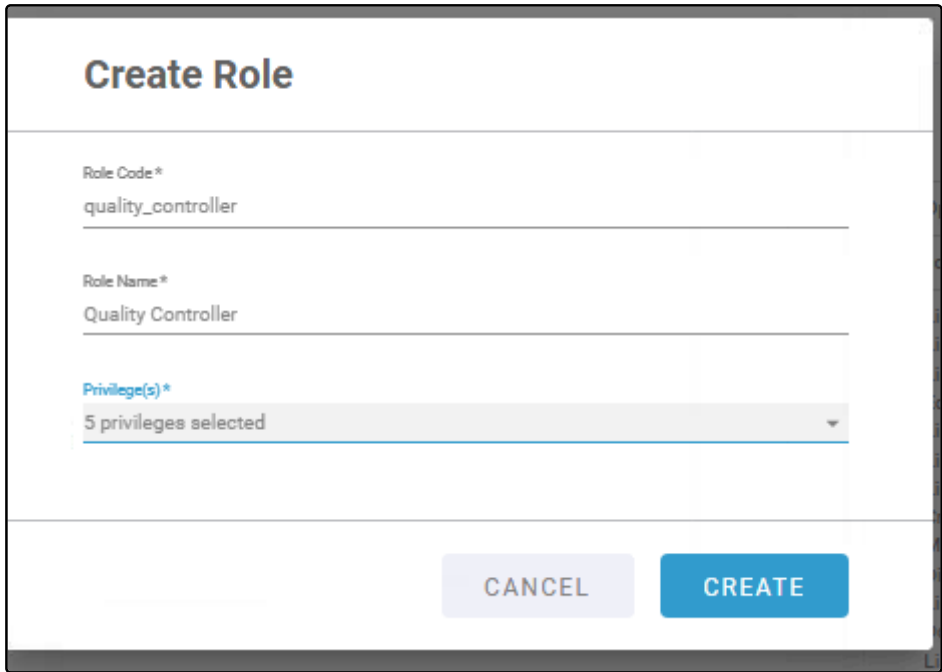 Create Role
Role Code*
quality_controller
Role Name*
Quality Controller
Privilege(s)*
5 privileges selected
CANCEL
CREATE